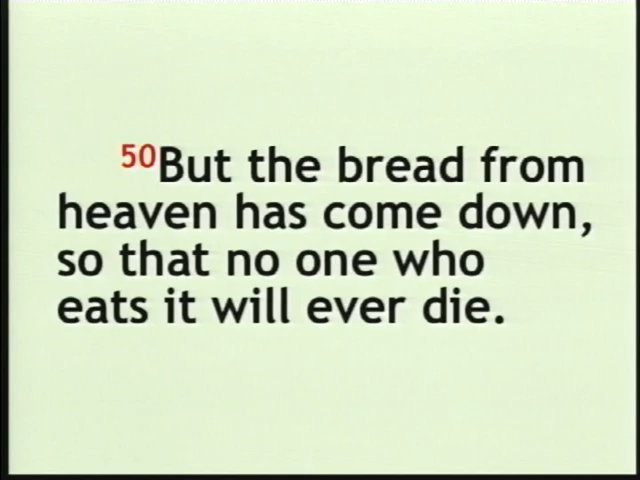 50But the bread from
heaven has come down,
so that no one who
eats it will ever die.